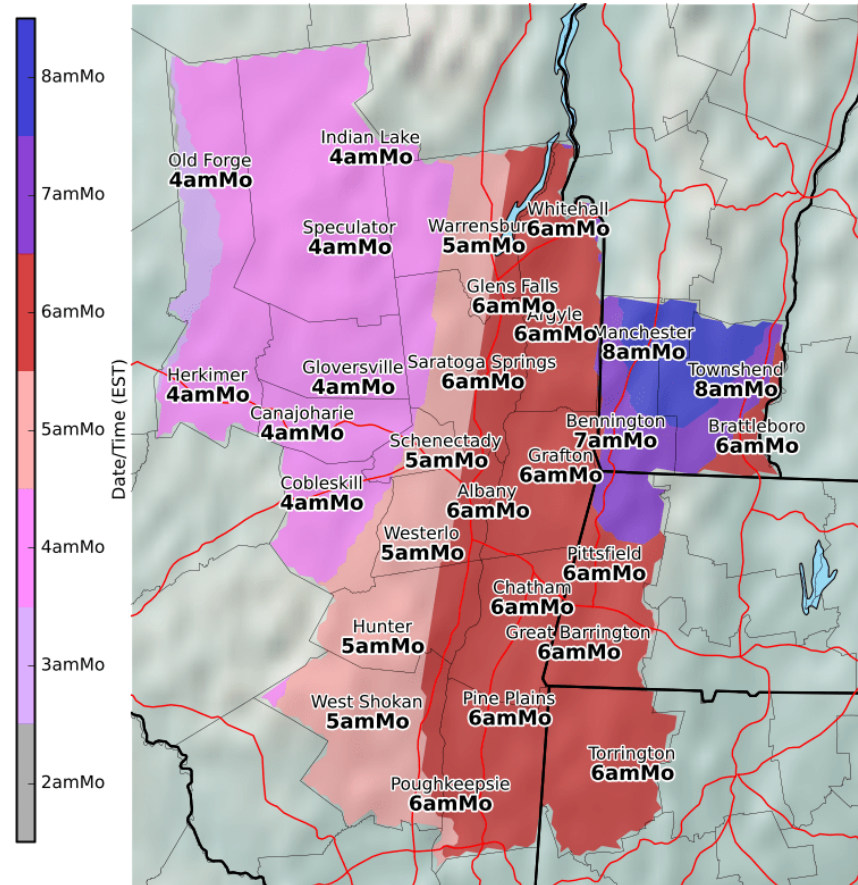 8amMo
7amMo
6amMo
5amMo
4amMo
3amMo
2amMo
Date/Time (EST)
Indian Lake
4amMo
Old Forge
4amMo
Whitehall
6amMo
Speculator
4amMo
Warrensbur
5amMo
Glens Falls
6amMo
Argyle
6amMo
Manchester
8amMo
Saratoga Springs
6amMo
Gloversville
4amMo
Herkimer
4amMo
Townshend
8amMo
Canajoharie
4amMo
Bennington
7amMo
Brattleboro
6amMo
Schenectady
5amMo
Grafton
6amMo
Cobleskill
4amMo
Albany
6amMo
Westerlo
5amMo
Pittsfield
6amMo
Chatham
6amMo
Hunter
5amMo
Great Barrington
6amMo
West Shokan
5amMo
Pine Plains
6amMo
Torrington
6amMo
Poughkeepsie
6amMo